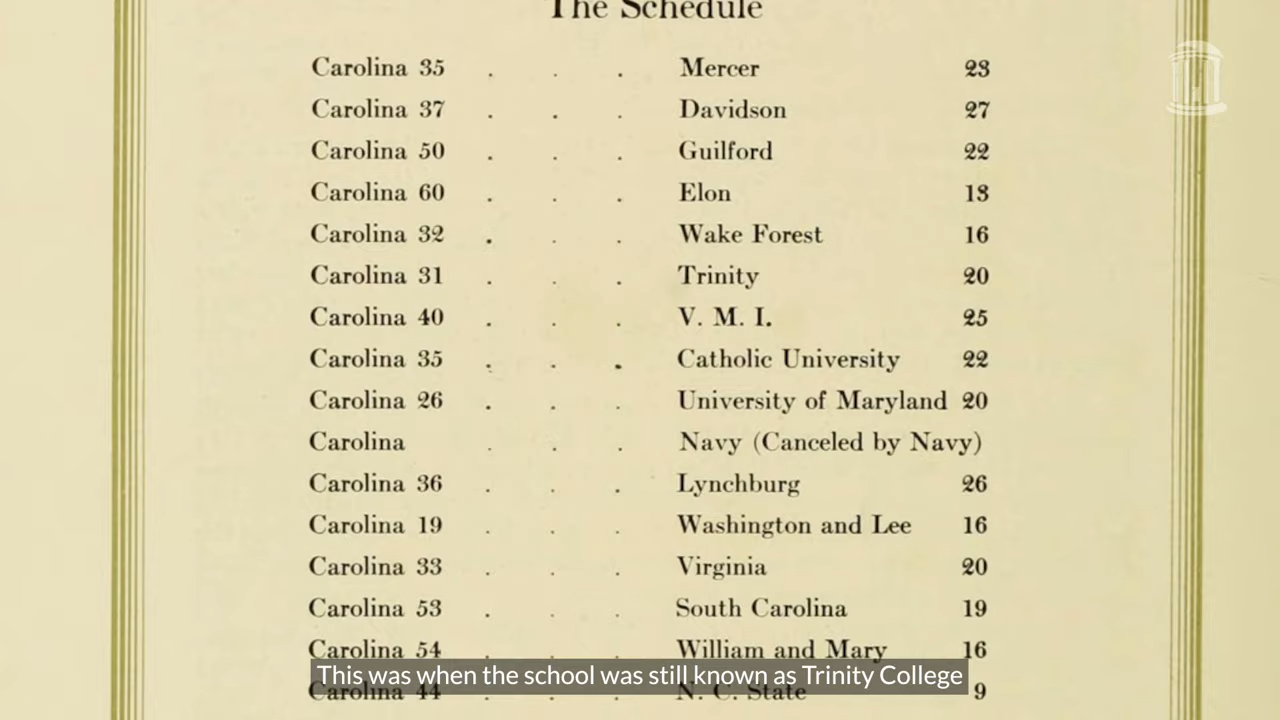 The Schedule
Carolina 35 . . . Mercer 23
Carolina 37 . . . Davidson 27
Carolina 50 . . . Guilford 22
Carolina 60 . . . Elon 13
Carolina 32 . . . Wake Forest 16
Carolina 31 . . . Trinity 20
Carolina 40 . . . V. M. I. 25
Carolina 35 . . . Catholic University 22
Carolina 26 . . . University of Maryland 20
Carolina . . . Navy (Canceled by Navy)
Carolina 36 . . . Lynchburg 26
Carolina 19 . . . Washington and Lee 16
Carolina 33 . . . Virginia 20
Carolina 53 . . . South Carolina 19
Carolina 54 . . . William and Mary 16
This was when the school was still known as Trinity College
Carolina 44 . . . N. C. State 9